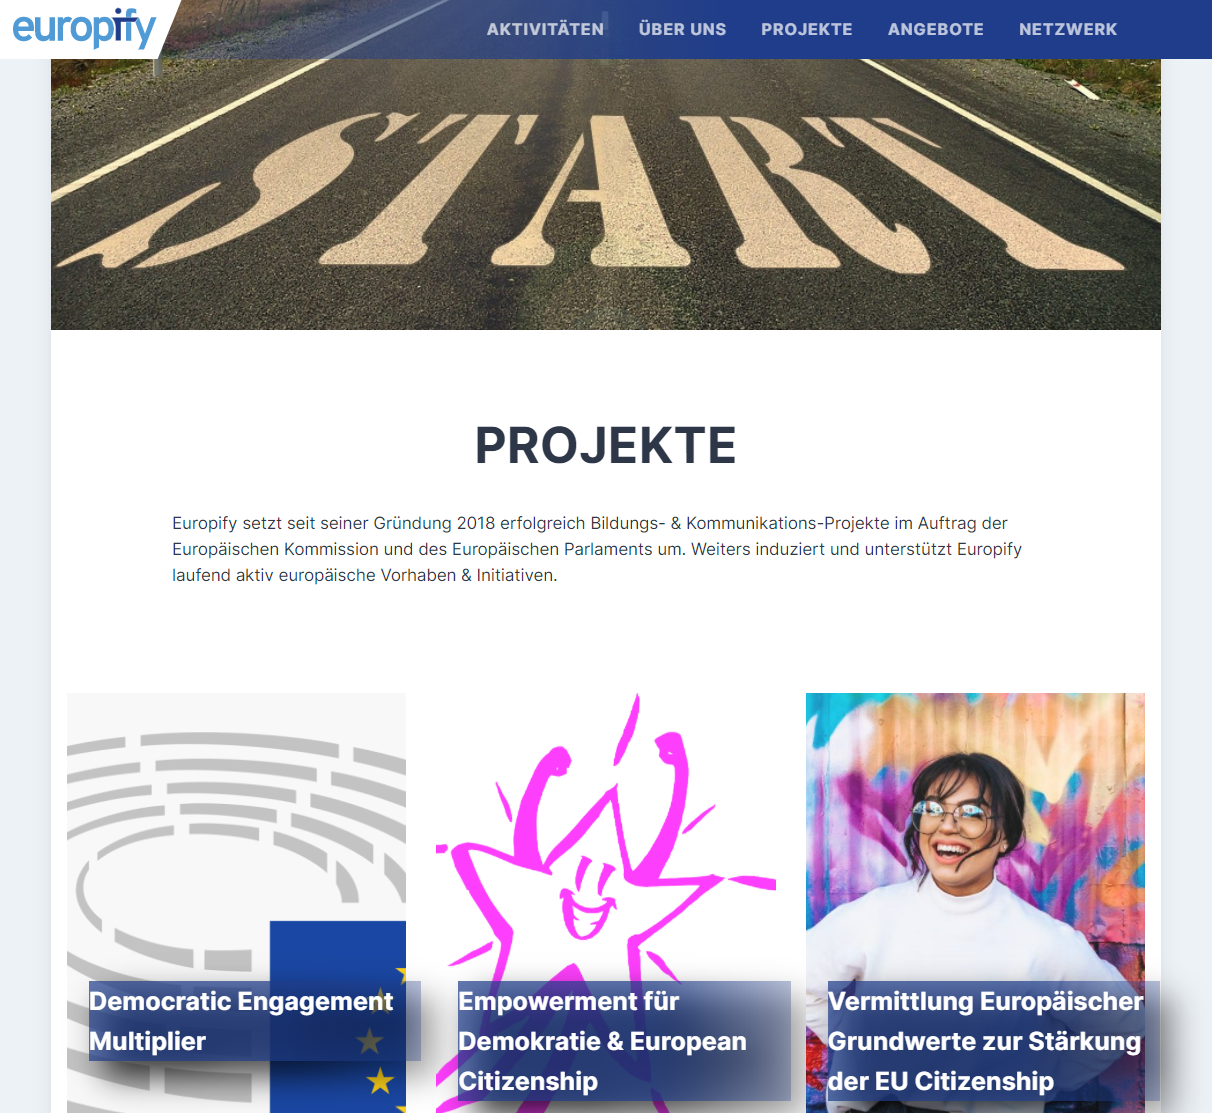 europify
AKTIVITÄTEN ÜBER UNS PROJEKTE ANGEBOTE NETZWERK
START
PROJEKTE
Europify setzt seit seiner Gründung 2018 erfolgreich Bildungs- & Kommunikations-Projekte im Auftrag der
Europäischen Kommission und des Europäischen Parlaments um. Weiters induziert und unterstützt Europify
laufend aktiv europäische Vorhaben & Initiativen.
Democratic Engagement
Multiplier
Empowerment für
Demokratie & European
Citizenship
Vermittlung Europäischer
Grundwerte zur Stärkung
der EU Citizenship